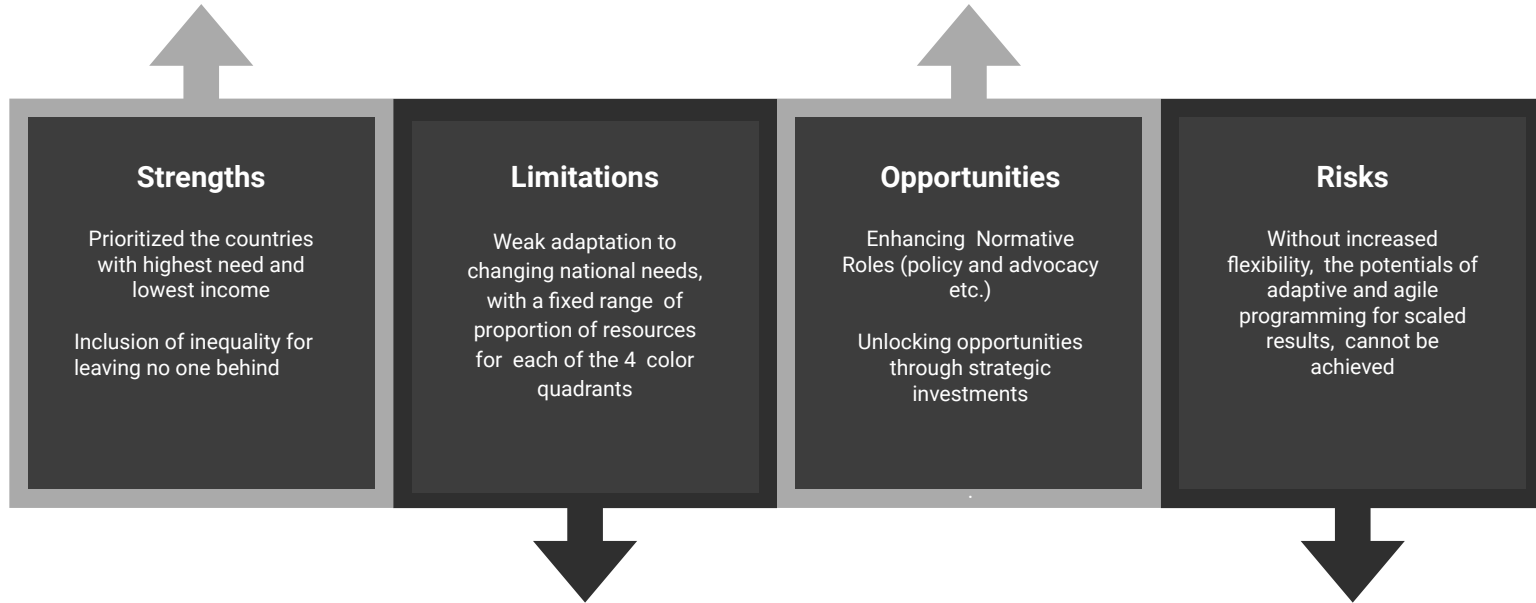 Strengths
Prioritized the countries
with highest need and
lowest income
Inclusion of inequality for
leaving no one behind
Limitations
Weak adaptation to
changing national needs,
with a fixed range  of
proportion of resources
for  each of the 4  color
quadrants
Opportunities
Enhancing  Normative
Roles (policy and advocacy
etc.)
Unlocking opportunities
through strategic
investments
.
Risks
Without increased
flexibility,  the potentials of
adaptive and agile
programming for scaled
results,  cannot be
achieved